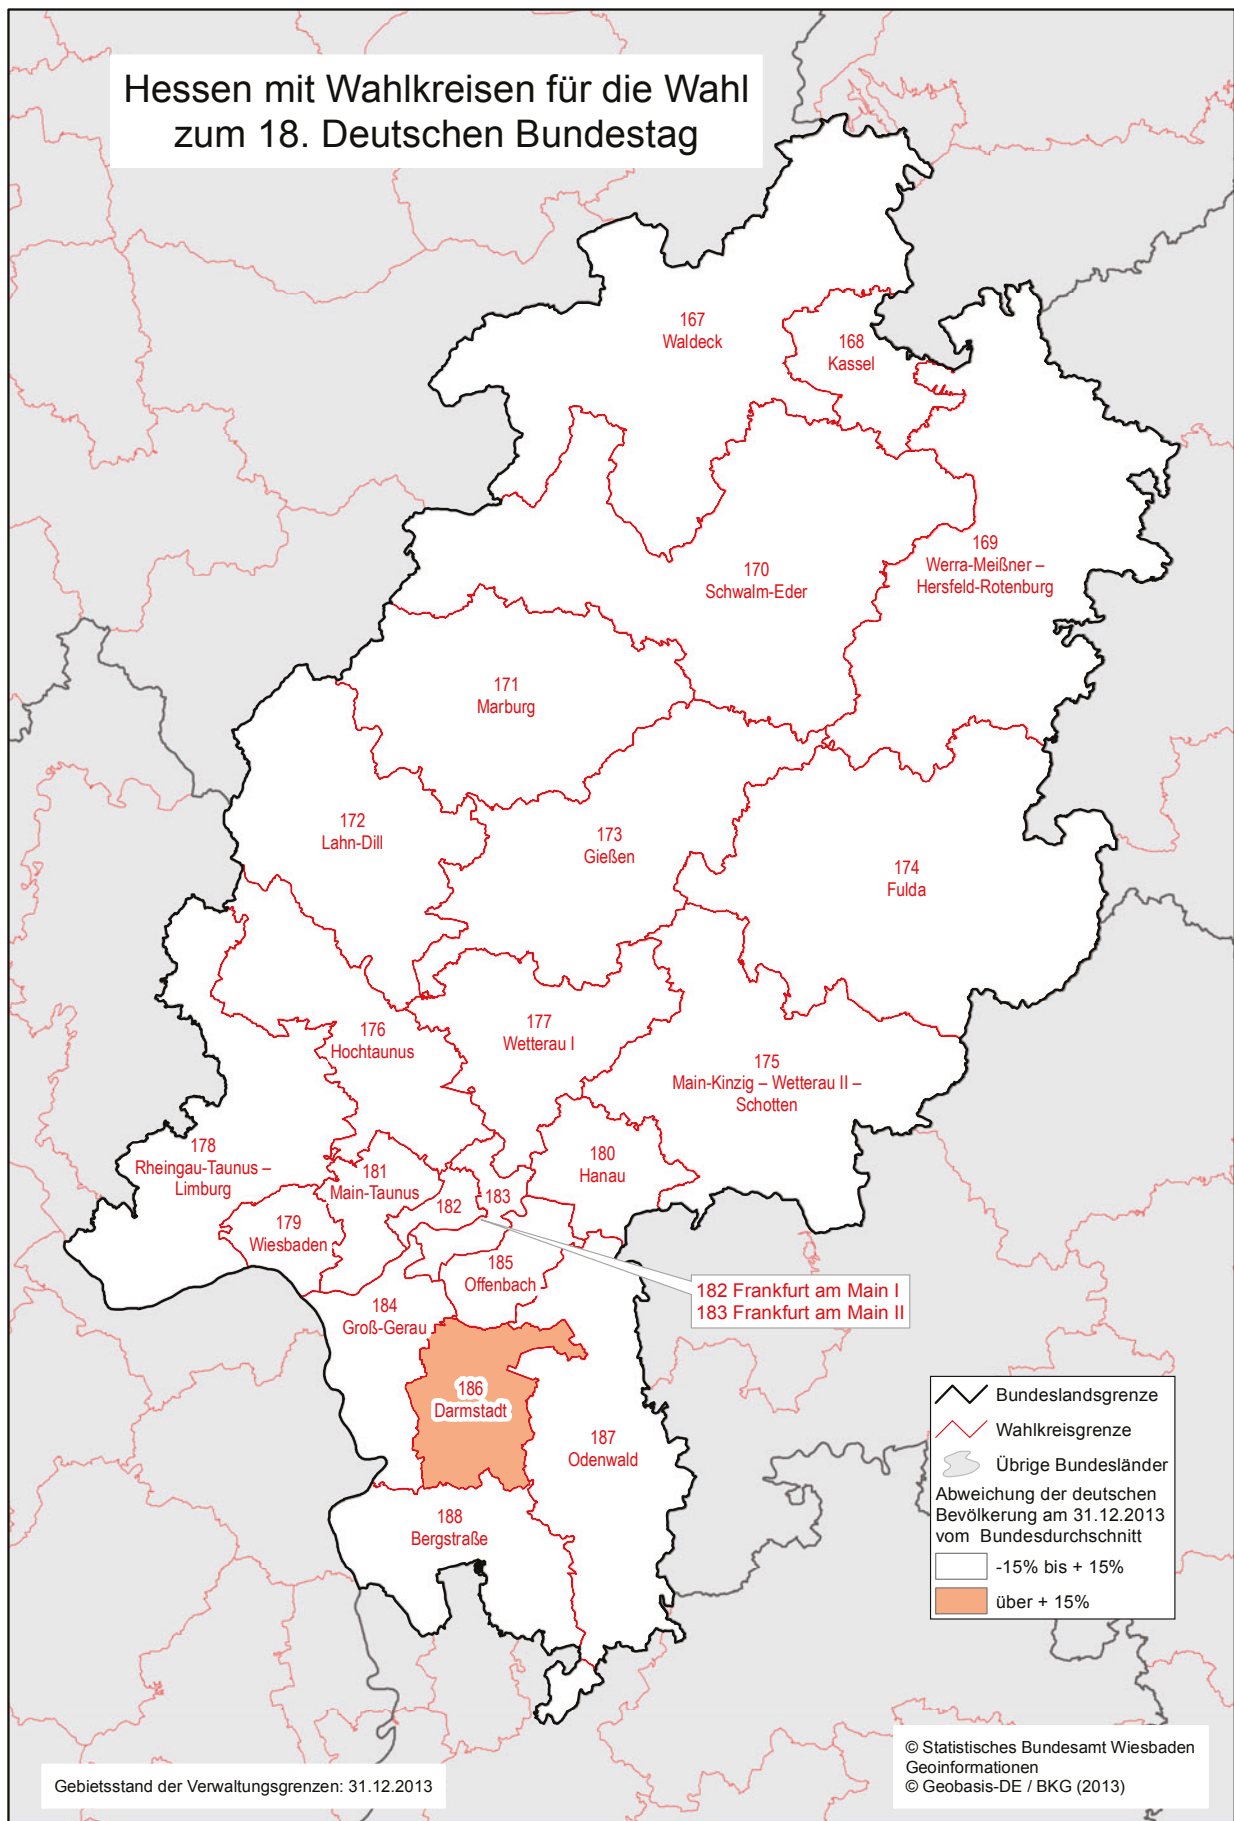 Hessen mit Wahlkreisen für die Wahl
zum 18. Deutschen Bundestag
167
Waldeck
168
Kassel
169
Werra-Meißner –
Hersfeld-Rotenburg
170
Schwalm-Eder
171
Marburg
172
Lahn-Dill
173
Gießen
174
Fulda
177
Wetterau I
176
Hochtaunus
175
Main-Kinzig – Wetterau II –
Schotten
178
Rheingau-Taunus –
Limburg
180
Hanau
181
Main-Taunus
182
183
179
Wiesbaden
185
Offenbach
182 Frankfurt am Main I
183 Frankfurt am Main II
184
Groß-Gerau
186
Darmstadt
187
Odenwald
188
Bergstraße
Bundeslandsgrenze
Wahlkreisgrenze
Übrige Bundesländer
Abweichung der deutschen
Bevölkerung am 31.12.2013
vom Bundesdurchschnitt
-15% bis + 15%
über + 15%
Gebietsstand der Verwaltungsgrenzen: 31.12.2013
© Statistisches Bundesamt Wiesbaden
Geoinformationen
© Geobasis-DE / BKG (2013)